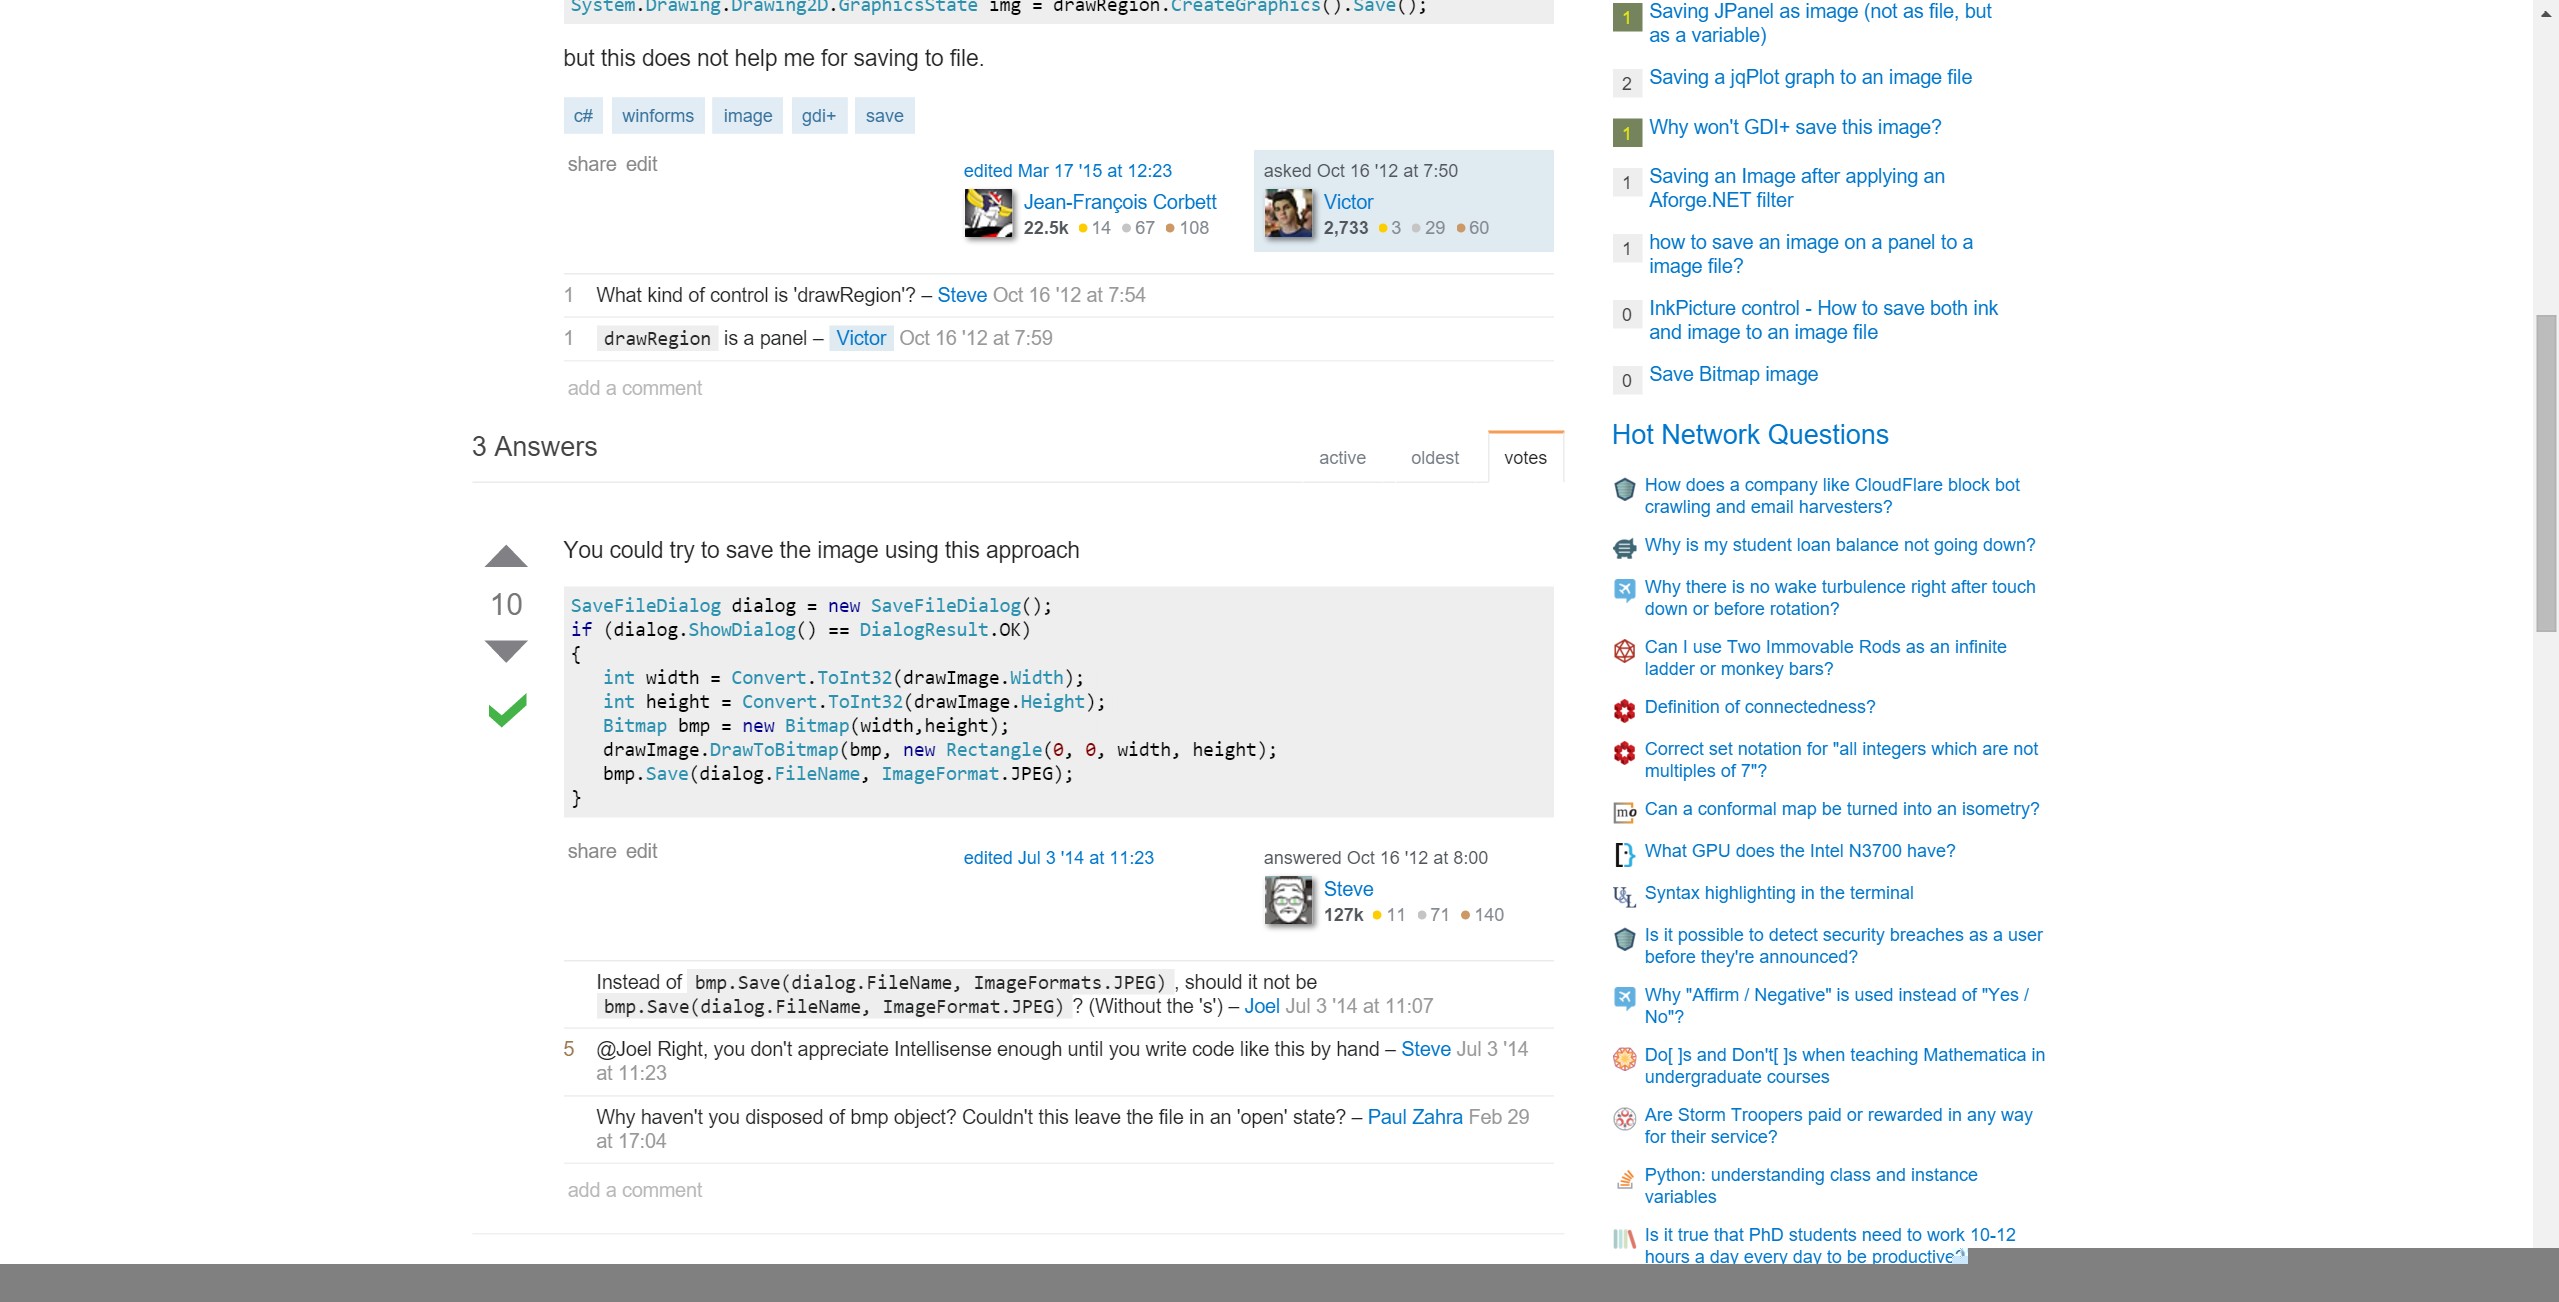 System.Drawing.Drawing2D.GraphicsState img = drawRegion.CreateGraphics().Save();
but this does not help me for saving to file.
c# winforms image gdi+ save
share edit
edited Mar 17 '15 at 12:23
Jean-François Corbett
22.5k 14 67 108
asked Oct 16 '12 at 7:50
Victor
2,733 3 29 60
1 What kind of control is 'drawRegion'? – Steve Oct 16 '12 at 7:54
1 drawRegion is a panel – Victor Oct 16 '12 at 7:59
add a comment
3 Answers
active oldest votes
10
You could try to save the image using this approach
SaveFileDialog dialog = new SaveFileDialog();
if (dialog.ShowDialog() == DialogResult.OK)
{
int width = Convert.ToInt32(drawImage.Width);
int height = Convert.ToInt32(drawImage.Height);
Bitmap bmp = new Bitmap(width,height);
drawImage.DrawToBitmap(bmp, new Rectangle(0, 0, width, height);
bmp.Save(dialog.FileName, ImageFormat.JPEG);
}
share edit
edited Jul 3 '14 at 11:23
answered Oct 16 '12 at 8:00
Steve
127k 11 71 140
Instead of bmp.Save(dialog.FileName, ImageFormats.JPEG) , should it not be
bmp.Save(dialog.FileName, ImageFormat.JPEG) ? (Without the 's') – Joel Jul 3 '14 at 11:07
5 @Joel Right, you don't appreciate Intellisense enough until you write code like this by hand – Steve Jul 3 '14
at 11:23
Why haven't you disposed of bmp object? Couldn't this leave the file in an 'open' state? – Paul Zahra Feb 29
at 17:04
add a comment
1 Saving JPanel as image (not as file, but
as a variable)
2 Saving a jqPlot graph to an image file
1 Why won't GDI+ save this image?
1 Saving an Image after applying an
Aforge.NET filter
1 how to save an image on a panel to a
image file?
0 InkPicture control - How to save both ink
and image to an image file
0 Save Bitmap image
Hot Network Questions
How does a company like CloudFlare block bot
crawling and email harvesters?
Why is my student loan balance not going down?
Why there is no wake turbulence right after touch
down or before rotation?
Can I use Two Immovable Rods as an infinite
ladder or monkey bars?
Definition of connectedness?
Correct set notation for "all integers which are not
multiples of 7"?
mo Can a conformal map be turned into an isometry?
What GPU does the Intel N3700 have?
U&L Syntax highlighting in the terminal
Is it possible to detect security breaches as a user
before they're announced?
Why "Affirm / Negative" is used instead of "Yes /
No"?
Do[ ]s and Don't[ ]s when teaching Mathematica in
undergraduate courses
Are Storm Troopers paid or rewarded in any way
for their service?
Python: understanding class and instance
variables
Is it true that PhD students need to work 10-12
hours a day every day to be productive?